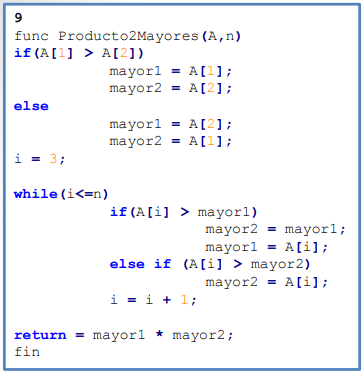 9
func Producto2Mayores(A,n)
if(A[1] > A[2])
mayor1 = A[1];
mayor2 = A[2];
else
mayor1 = A[2];
mayor2 = A[1];
i = 3;
while(i<=n)
if(A[i] > mayor1)
mayor2 = mayor1;
mayor1 = A[i];
else if (A[i] > mayor2)
mayor2 = A[i];
i = i + 1;
return = mayor1 * mayor2;
fin